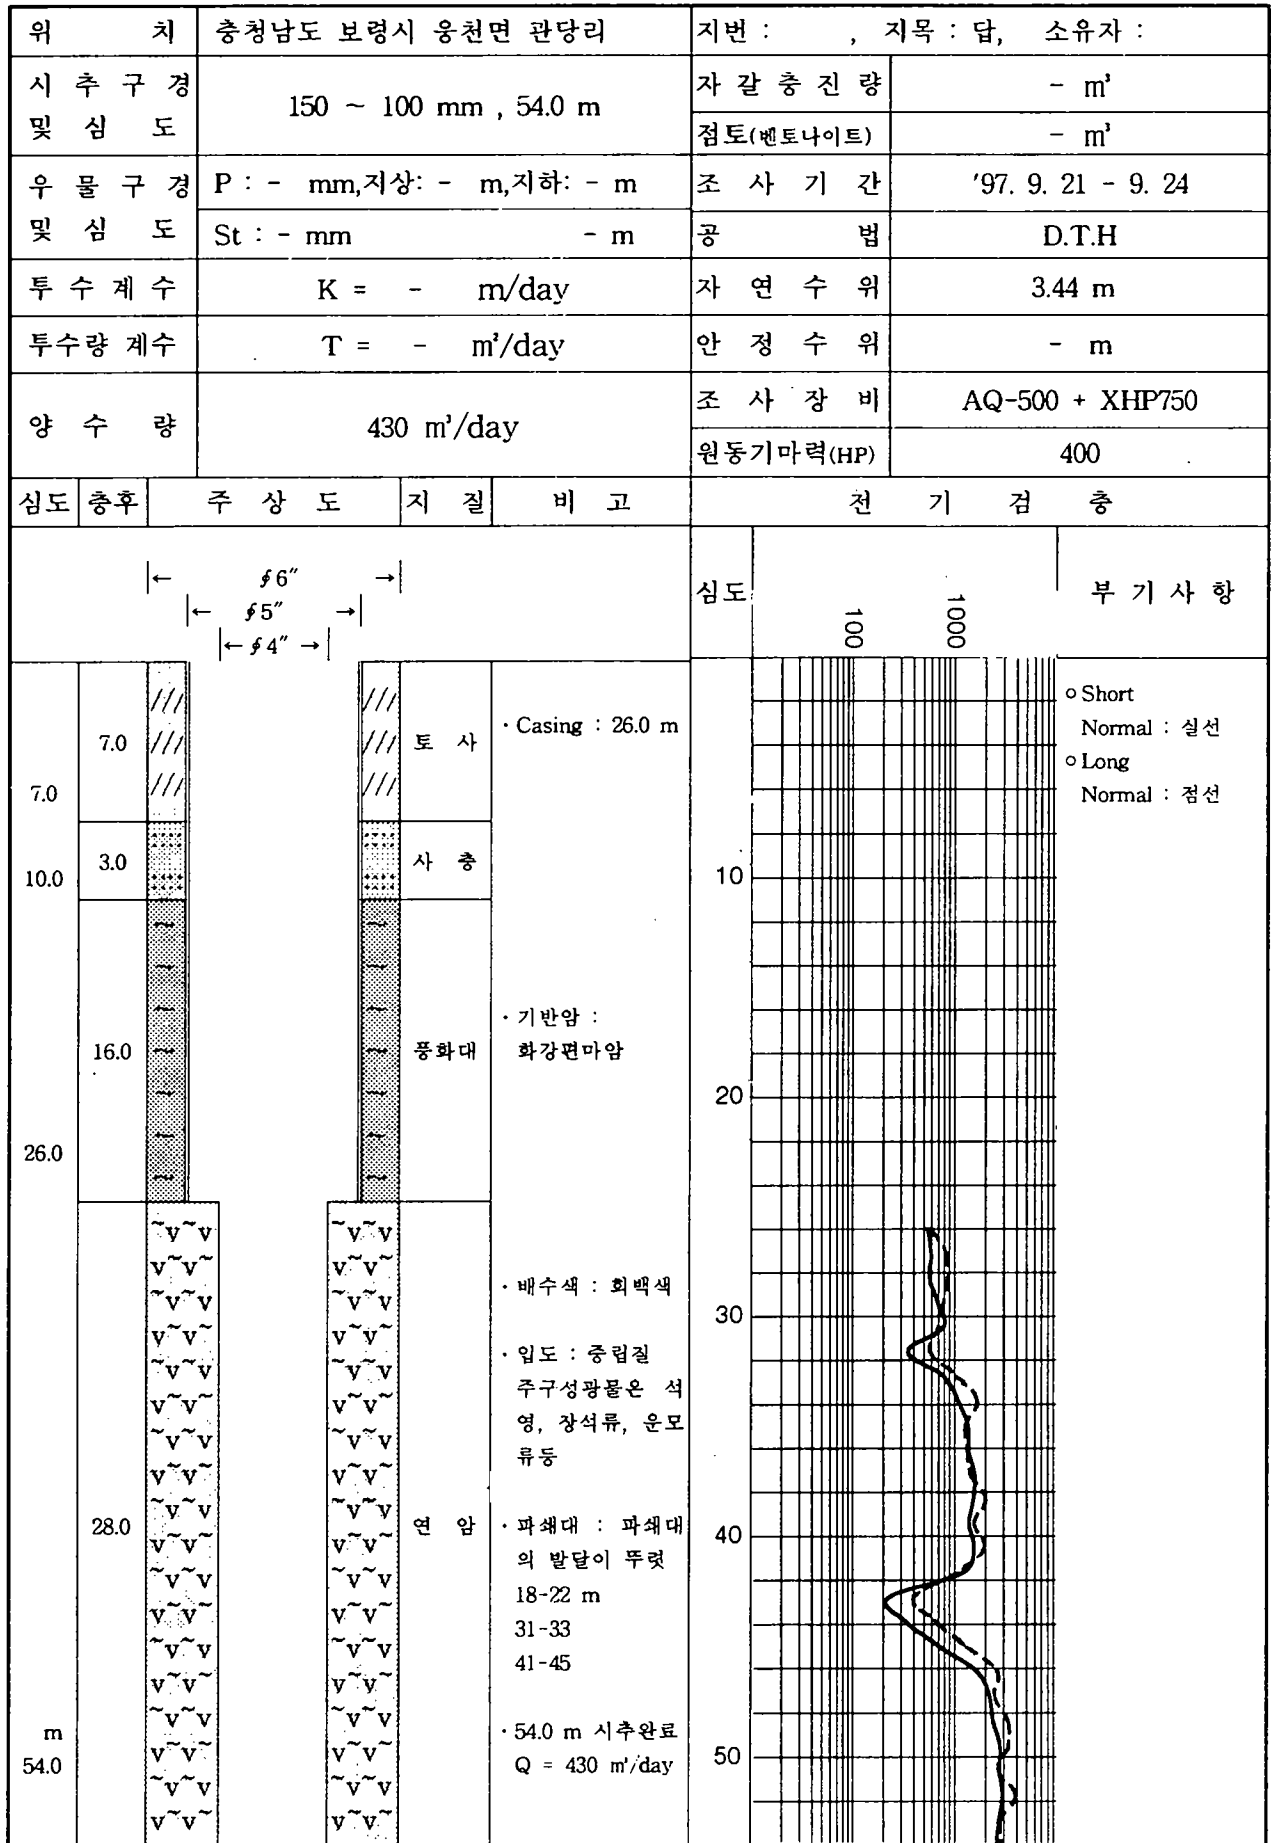 위 치 충청남도 보령시 웅천면 관당리 지번 : , 지목 : 답, 소유자 :
시 추 구 경 및 심 도 150 ~ 100 mm , 54.0 m 자 갈 충 진 량 - m³
점토(벤토나이트) - m³
우 물 구 경 및 심 도 P : - mm,지상: - m,지하: - m 조 사 기 간 '97. 9. 21 - 9. 24
St : - mm - m 공 법 D.T.H
투 수 계 수 K = - m/day 자 연 수 위 3.44 m
투수량 계수 T = - m²/day 안 정 수 위 - m
양 수 량 430 m³/day 조 사 장 비 AQ-500 + XHP750
원동기마력(HP) 400
심도 층후 주 상 도 지 질 비 고 전 기 검 층
← ∮6″ →
← ∮5″ →
← ∮4″ →
심도 100 1000 부 기 사 항
7.0 7.0 토 사 · Casing : 26.0 m
○ Short
Normal : 실선
○ Long
Normal : 점선
10.0 3.0 사 층
10
26.0 16.0 풍화대 · 기반암 :
화강편마암
20
30
40
50
m
54.0 28.0 연 암
· 배수색 : 회백색
· 입도 : 중립질
주구성광물은 석
영, 장석류, 운모
류등
· 파쇄대 : 파쇄대
의 발달이 뚜렷
18-22 m
31-33
41-45
· 54.0 m 시추완료
Q = 430 m³/day